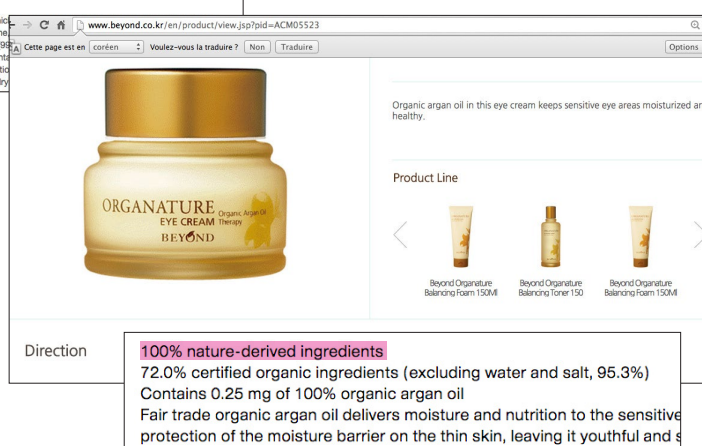 www.beyond.co.kr/en/product/view.jsp?pid=ACM05523
Cette page est en coréen Voulez-vous la traduire ? Non Traduire Options
Organic argan oil in this eye cream keeps sensitive eye areas moisturized
healthy.
Product Line
ORGANATURE Organic Argan Oil
EYE CREAM Therapy
BEYOND
Beyond Organature Beyond Organature Beyond Organature
Balancing Foam 150Ml Balancing Toner 150 Balancing Foam 150Ml
Direction
100% nature-derived ingredients
72.0% certified organic ingredients (excluding water and salt, 95.3%)
Contains 0.25 mg of 100% organic argan oil
Fair trade organic argan oil delivers moisture and nutrition to the sensitive
protection of the moisture barrier on the thin skin, leaving it youthful and